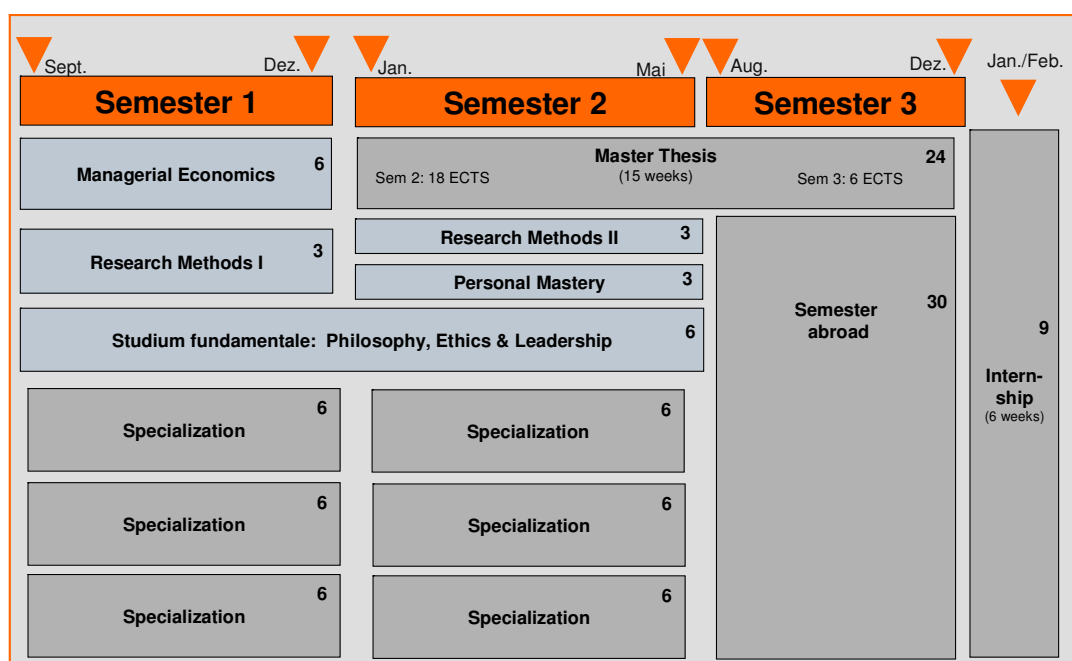 Sept.
Dez.
Jan.
Mai
Aug.
Dez.
Jan./Feb.
Semester 1
Semester 2
Semester 3
Managerial Economics
6
Master Thesis
24
(15 weeks)
Sem 2: 18 ECTS
Sem 3: 6 ECTS
Research Methods I
3
Research Methods II
3
Personal Mastery
3
Studium fundamentale: Philosophy, Ethics & Leadership
6
Semester
abroad
30
9
Intern-
ship
(6 weeks)
Specialization
6
Specialization
6
Specialization
6
Specialization
6
Specialization
6
Specialization
6